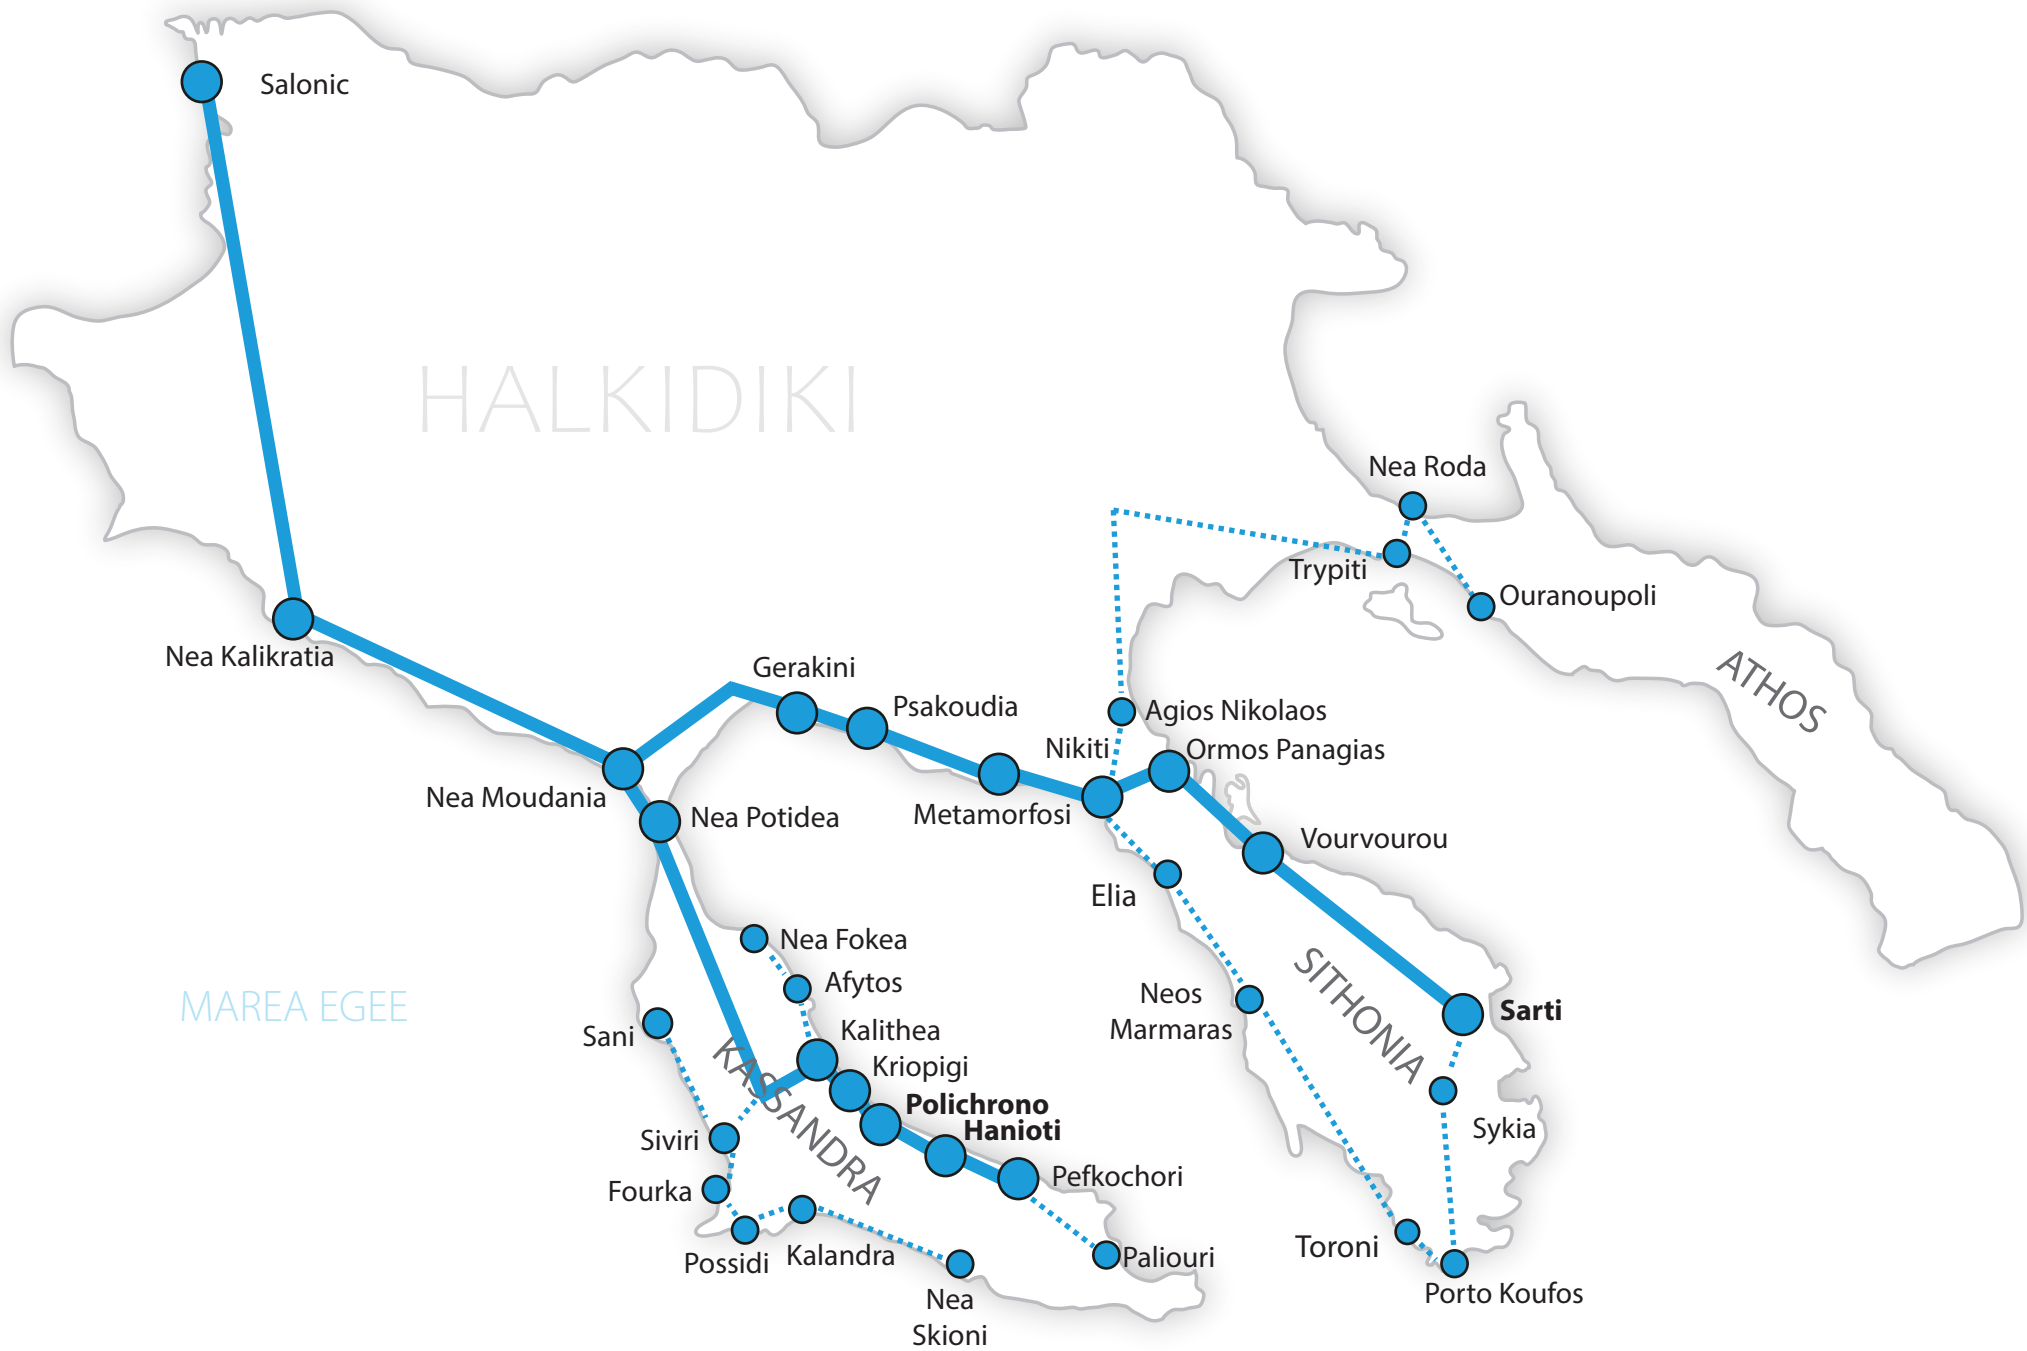 Salonic
HALKIDIKI
Nea Roda
Trypiti
Ouranoupoli
ATHOS
Nea Kalikratia
Gerakini
Psakoudia
Agios Nikolaos
Nikiti
Ormos Panagias
Nea Moudania
Nea Potidea
Metamorfosi
Vourvourou
Elia
Nea Fokea
Afytos
MAREA EGEE
Neos
Marmaras
SITHONIA
Sarti
Sani
Kalithea
Kriopigi
KASSANDRA
Polichrono
Hanioti
Sykia
Siviri
Pefkochori
Fourka
Possidi
Kalandra
Paliouri
Toroni
Porto Koufos
Nea
Skioni